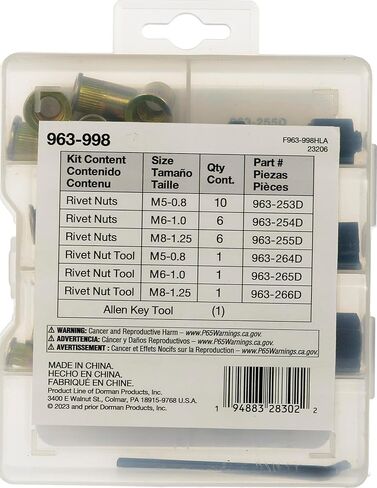 963-255D
963-998
F963-998HLA
23206
Kit Content Contenido Contenu Size Tamaño Taille Qty Cont. Part # Piezas Pièces
Rivet Nuts M5-0.8 10 963-253D
Rivet Nuts M6-1.0 6 963-254D
Rivet Nuts M8-1.25 6 963-255D
Rivet Nut Tool M5-0.8 1 963-264D
Rivet Nut Tool M6-1.0 1 963-265D
Rivet Nut Tool M8-1.25 1 963-266D
Allen Key Tool (1)
WARNING: Cancer and Reproductive Harm – www.P65Warnings.ca.gov.
ADVERTENCIA: Cáncer y Daños Reproductivos – www.P65Warnings.ca.gov.
AVERTISSEMENT : Cancer et Effets Nocifs sur la Reproduction – www.P65Warnings.ca.gov.
MADE IN CHINA.
HECHO EN CHINA.
FABRIQUÉ EN CHINE.
Product Line of Dorman Products, Inc.
3400 E Walnut St., Colmar, PA 18915-9768 U.S.A.
© 2023 and prior Dorman Products, Inc.
1 94883 28302 2